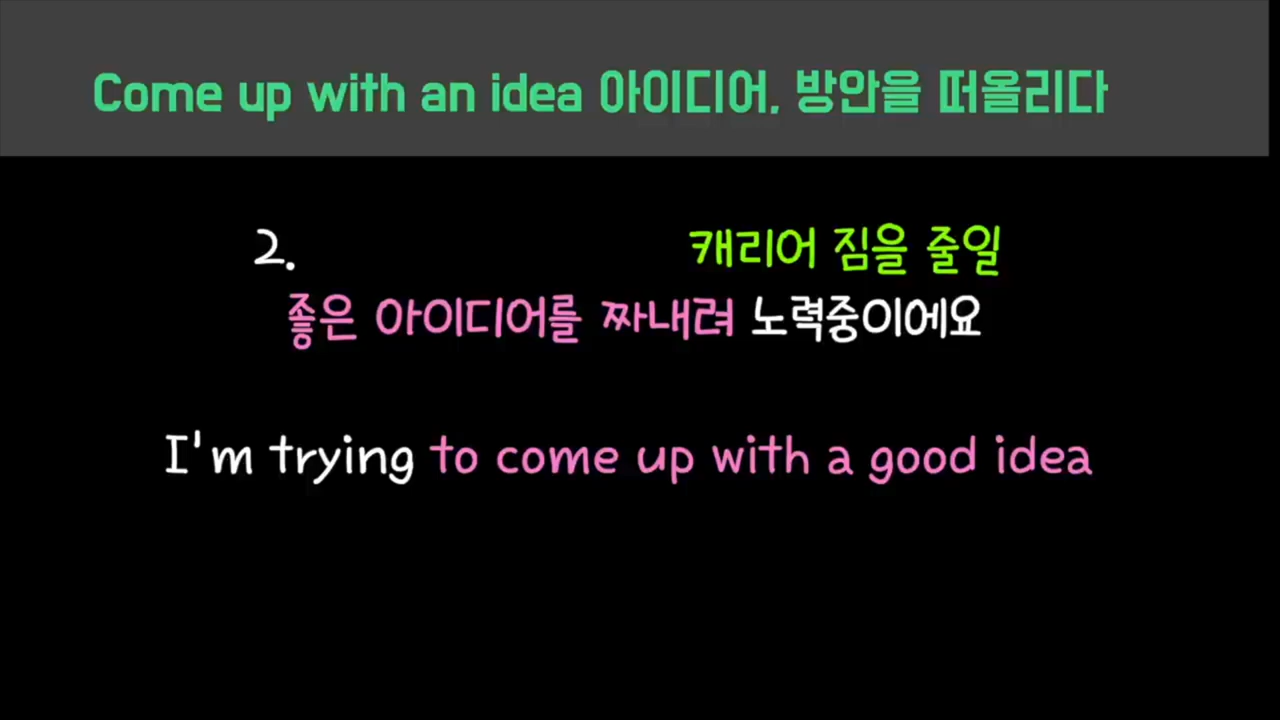 Come up with an idea 아이디어, 방안을 떠올리다
2. 캐리어 짐을 줄일
좋은 아이디어를 짜내려 노력중이에요
I'm trying to come up with a good idea